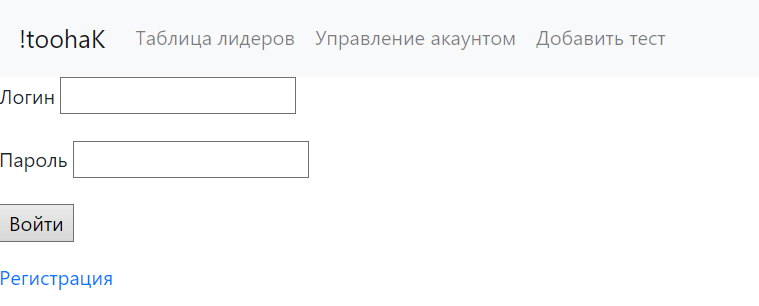 !toohaK Таблица лидеров Управление акаунтом Добавить тест
Логин
Пароль
Войти
Регистрация